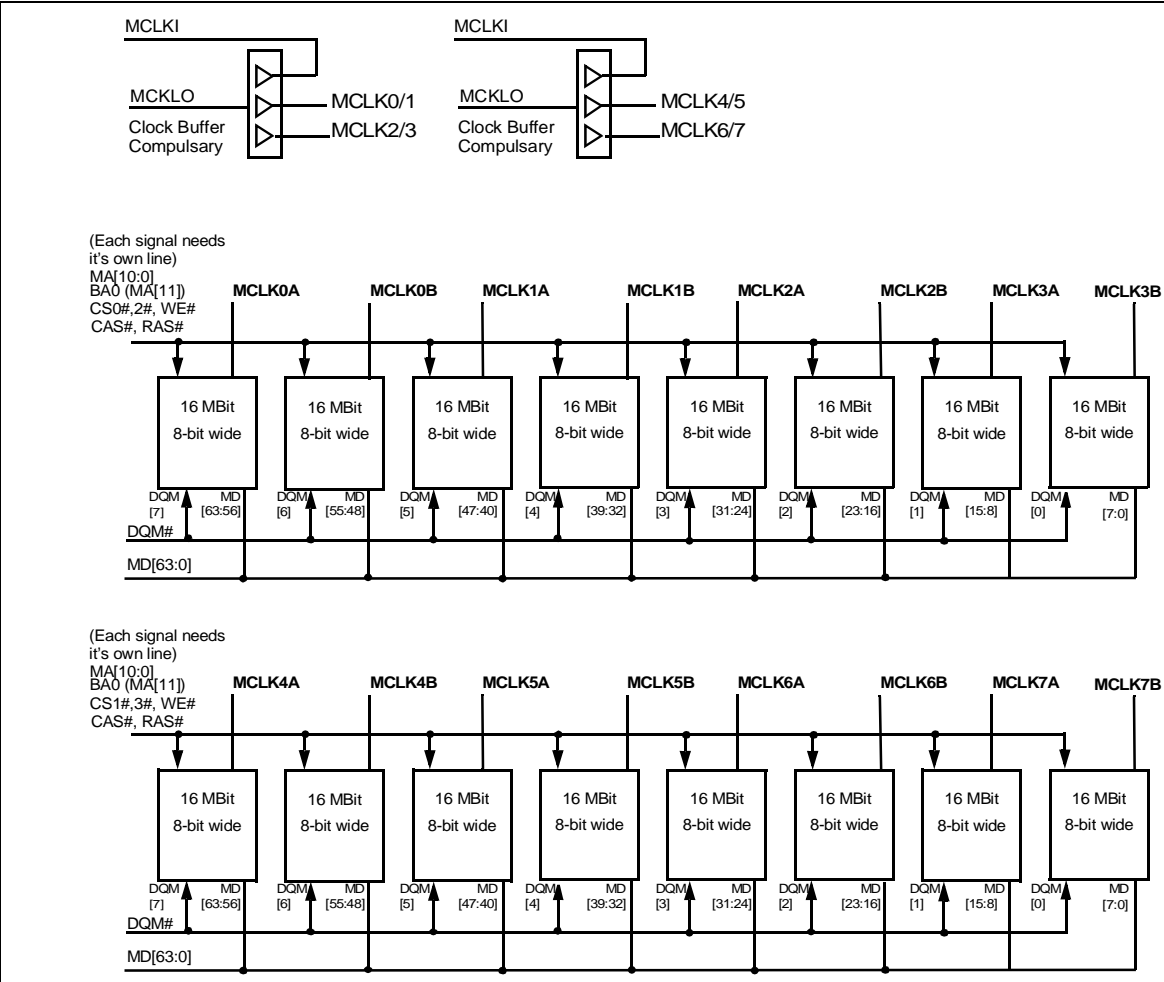 MCLKI
MCLKI
MCKLO
MCLK0/1
MCKLO
MCLK4/5
Clock Buffer
Compulsary
MCLK2/3
Clock Buffer
Compulsary
MCLK6/7
(Each signal needs
it's own line)
MA[10:0]
BA0 (MA[11])
CS0#,2#, WE#
CAS#, RAS#
MCLK0A MCLK0B MCLK1A MCLK1B MCLK2A MCLK2B MCLK3A MCLK3B
16 MBit 16 MBit 16 MBit 16 MBit 16 MBit 16 MBit 16 MBit 16 MBit
8-bit wide 8-bit wide 8-bit wide 8-bit wide 8-bit wide 8-bit wide 8-bit wide 8-bit wide
DQM MD DQM MD DQM MD DQM MD DQM MD DQM MD DQM MD DQM MD
[7] [63:56] [6] [55:48] [5] [47:40] [4] [39:32] [3] [31:24] [2] [23:16] [1] [15:8] [0] [7:0]
DQM#
MD[63:0]
(Each signal needs
it's own line)
MA[10:0]
BA0 (MA[11])
CS1#,3#, WE#
CAS#, RAS#
MCLK4A MCLK4B MCLK5A MCLK5B MCLK6A MCLK6B MCLK7A MCLK7B
16 MBit 16 MBit 16 MBit 16 MBit 16 MBit 16 MBit 16 MBit 16 MBit
8-bit wide 8-bit wide 8-bit wide 8-bit wide 8-bit wide 8-bit wide 8-bit wide 8-bit wide
DQM MD DQM MD DQM MD DQM MD DQM MD DQM MD DQM MD DQM MD
[7] [63:56] [6] [55:48] [5] [47:40] [4] [39:32] [3] [31:24] [2] [23:16] [1] [15:8] [0] [7:0]
DQM#
MD[63:0]